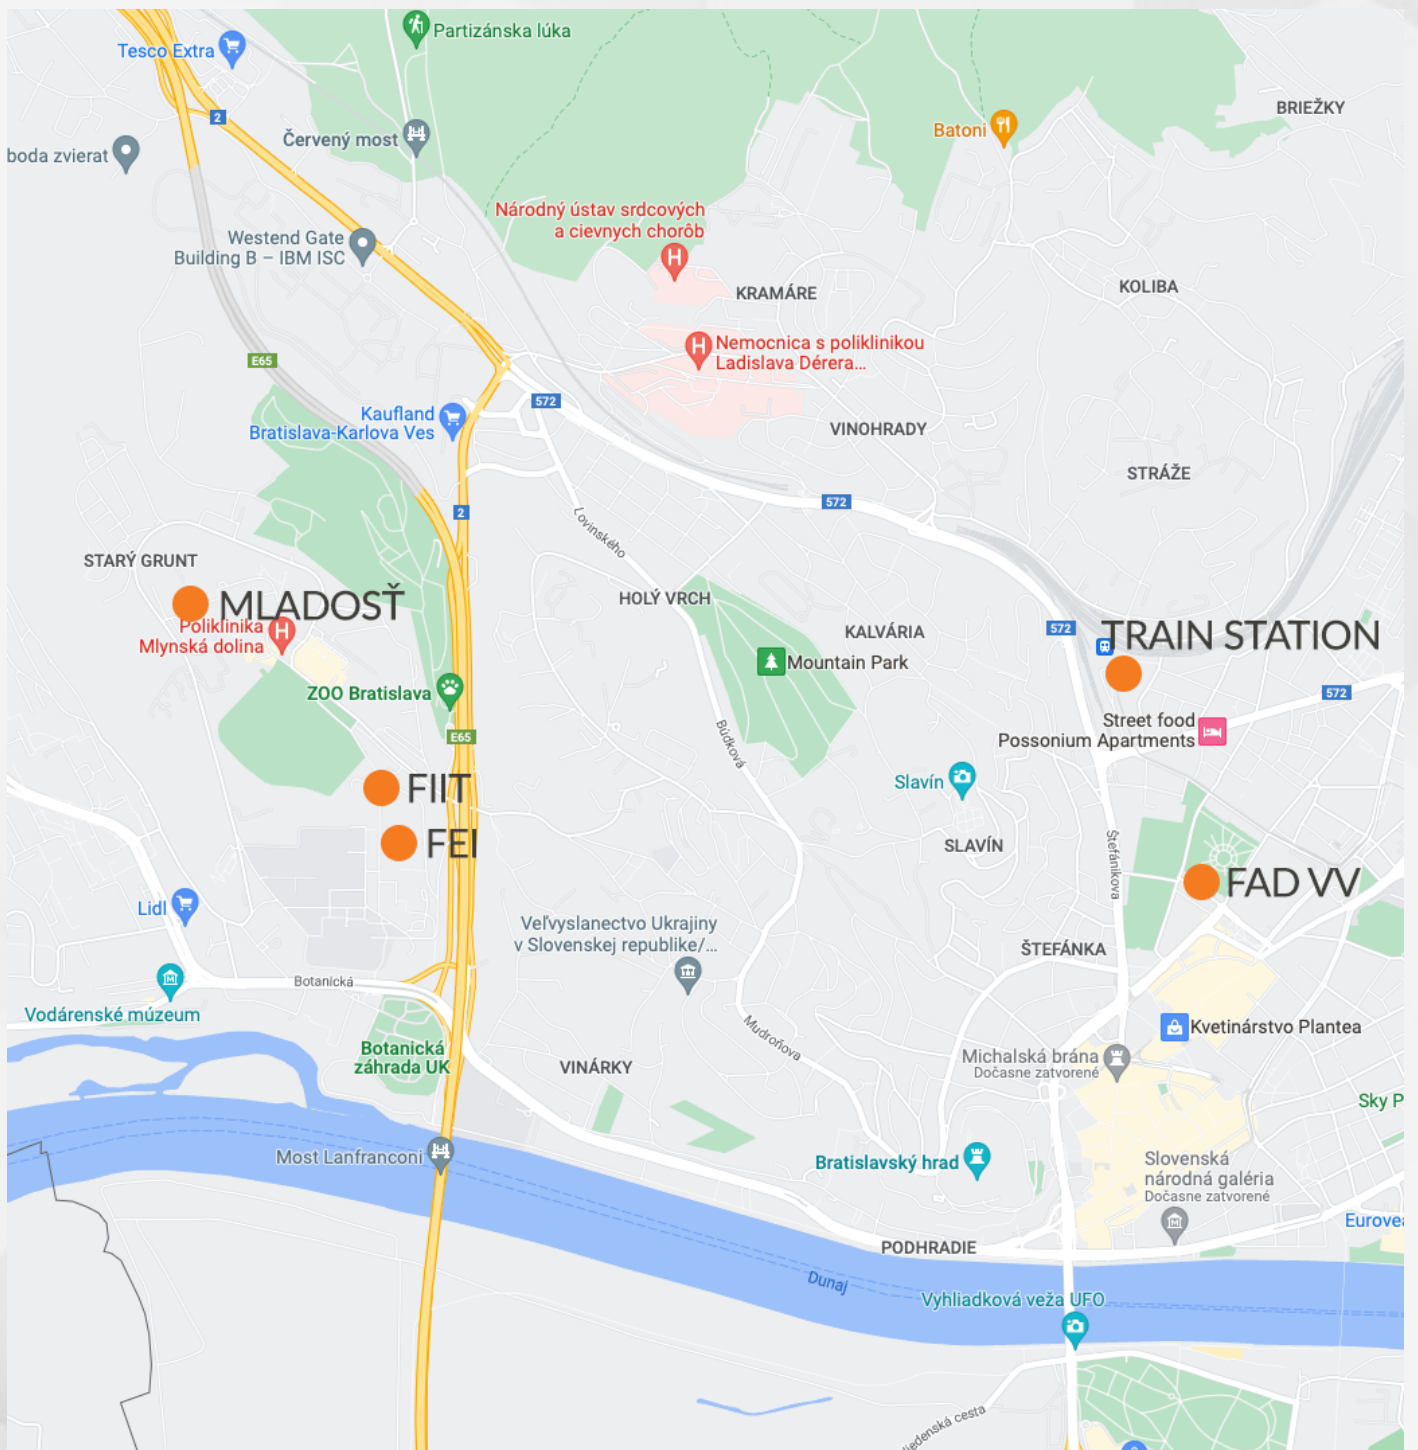 Partizánska lúka
Tesco Extra
2
BRIEŽKY
Batoni
Červený most
boda zvierat
Národný ústav srdcových
a cievnych chorôb
Westend Gate
Building B – IBM ISC
KRAMÁRE
KOLIBA
Nemocnica s poliklinikou
Ladislava Dérera...
E65
572
Kaufland
Bratislava-Karlova Ves
VINOHRADY
STRÁŽE
572
2
Lovinského
STARÝ GRUNT
HOLÝ VRCH
MLADOSŤ
Poliklinika
Mlynská dolina
KALVÁRIA
572
TRAIN STATION
Mountain Park
ZOO Bratislava
572
E65
Búdková
Street food
Possonium Apartments
FIIT
Slavín
FEI
SLAVÍN
Štefánikova
FAD VV
Lidl
Veľvyslanectvo Ukrajiny
v Slovenskej republike/...
ŠTEFÁNKA
Botanická
Vodárenské múzeum
Mudroňova
Kvetinárstvo Plantea
Botanická
záhrada UK
VINÁRKY
Michalská brána
Dočasne zatvorené
Sky P
Most Lanfranconi
Bratislavský hrad
Slovenská
národná galéria
Dočasne zatvorené
Eurovea
PODHRADIE
Dunaj
Vyhliadková veža UFO
iedenská cesta